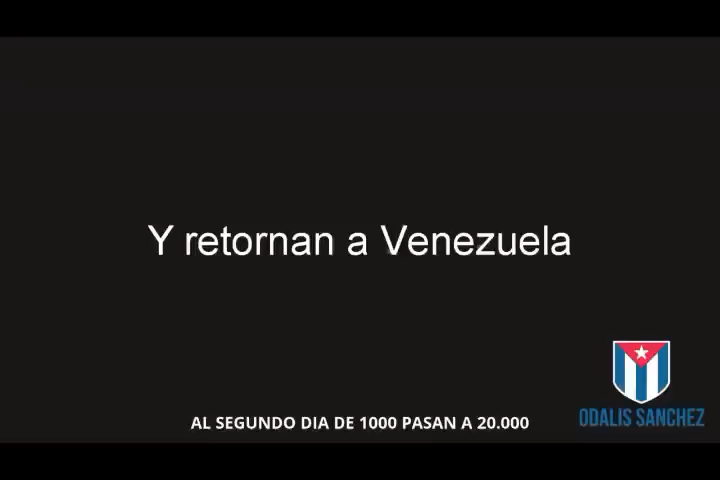 Y retornan a Venezuela
AL SEGUNDO DIA DE 1000 PASAN A 20.000
ODALIS SANCHEZ